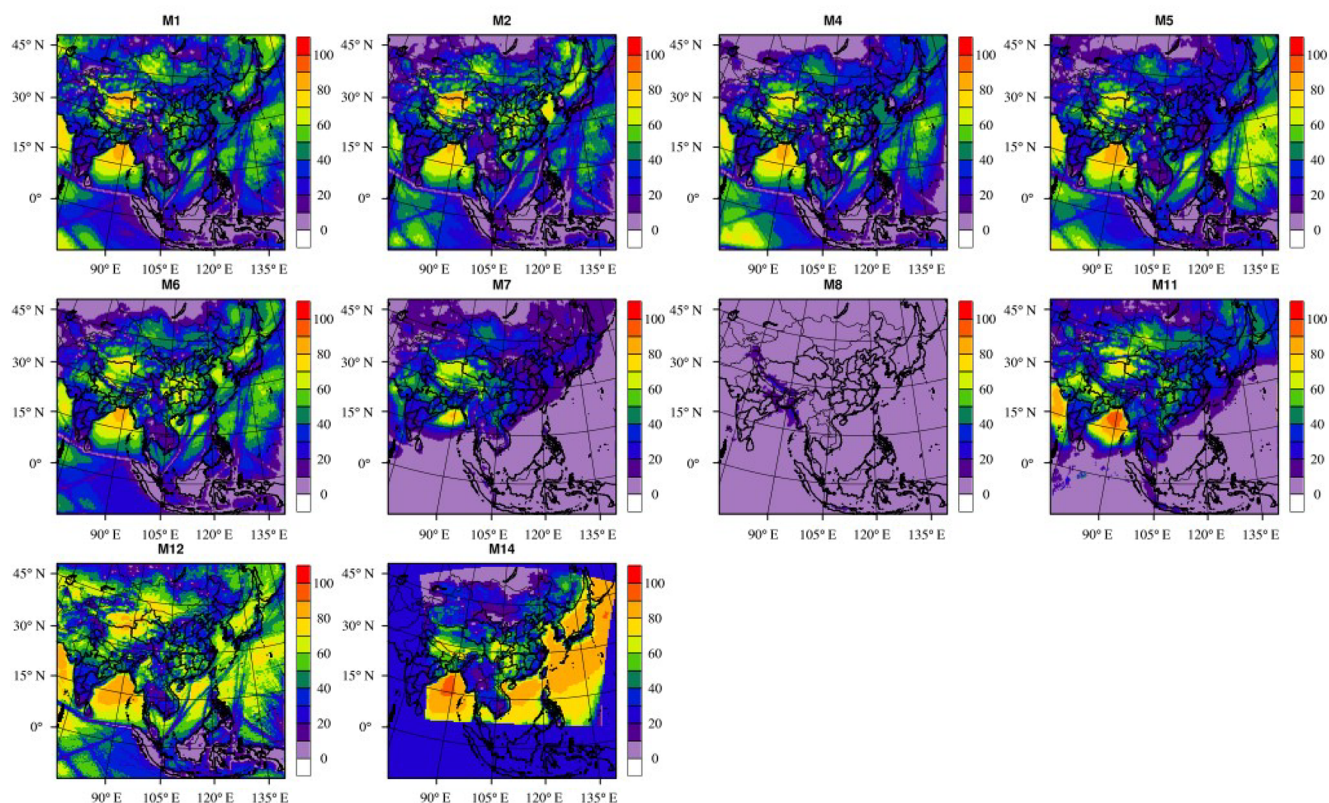 M1 M2 M4 M5
45° N 100 45° N 100 45° N 100 45° N 100
30° N 80 30° N 80 30° N 80 30° N 80
60 60 60 60
15° N 40 15° N 40 15° N 40 15° N 40
0° 20 0° 20 0° 20 0° 20
0 0 0 0
90° E 105° E 120° E 135° E 90° E 105° E 120° E 135° E 90° E 105° E 120° E 135° E 90° E 105° E 120° E 135° E
M6 M7 M8 M11
45° N 100 45° N 100 45° N 100 45° N 100
30° N 80 30° N 80 30° N 80 30° N 80
60 60 60 60
15° N 40 15° N 40 15° N 40 15° N 40
0° 20 0° 20 0° 20 0° 20
0 0 0 0
90° E 105° E 120° E 135° E 90° E 105° E 120° E 135° E 90° E 105° E 120° E 135° E 90° E 105° E 120° E 135° E
M12 M14
45° N 100 45° N 100
30° N 80 30° N 80
60 60
15° N 40 15° N 40
0° 20 0° 20
0 0
90° E 105° E 120° E 135° E 90° E 105° E 120° E 135° E